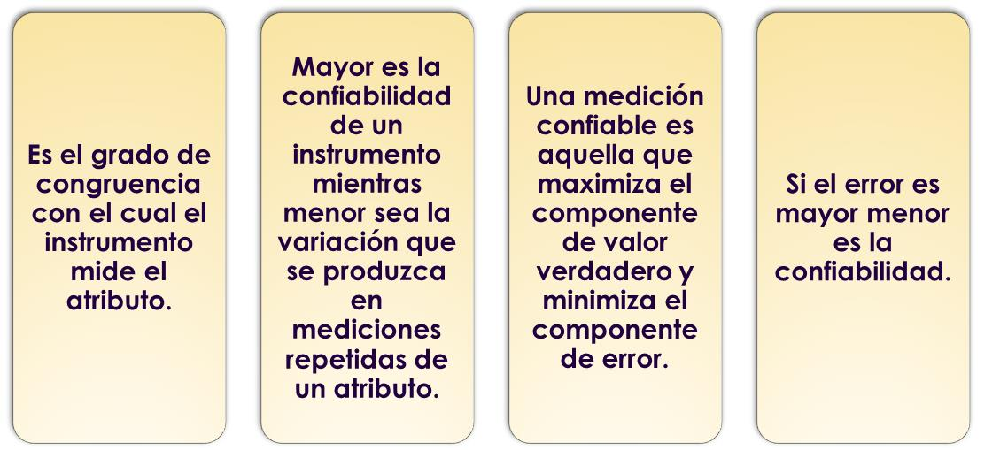 Es el grado de
congruencia
con el cual el
instrumento
mide el
atributo.
Mayor es la
confiabilidad
de un
instrumento
mientras
menor sea la
variación que
se produzca
en
mediciones
repetidas de
un atributo.
Una medición
confiable es
aquella que
maximiza el
componente
de valor
verdadero y
minimiza el
componente
de error.
Si el error es
mayor menor
es la
confiabilidad.